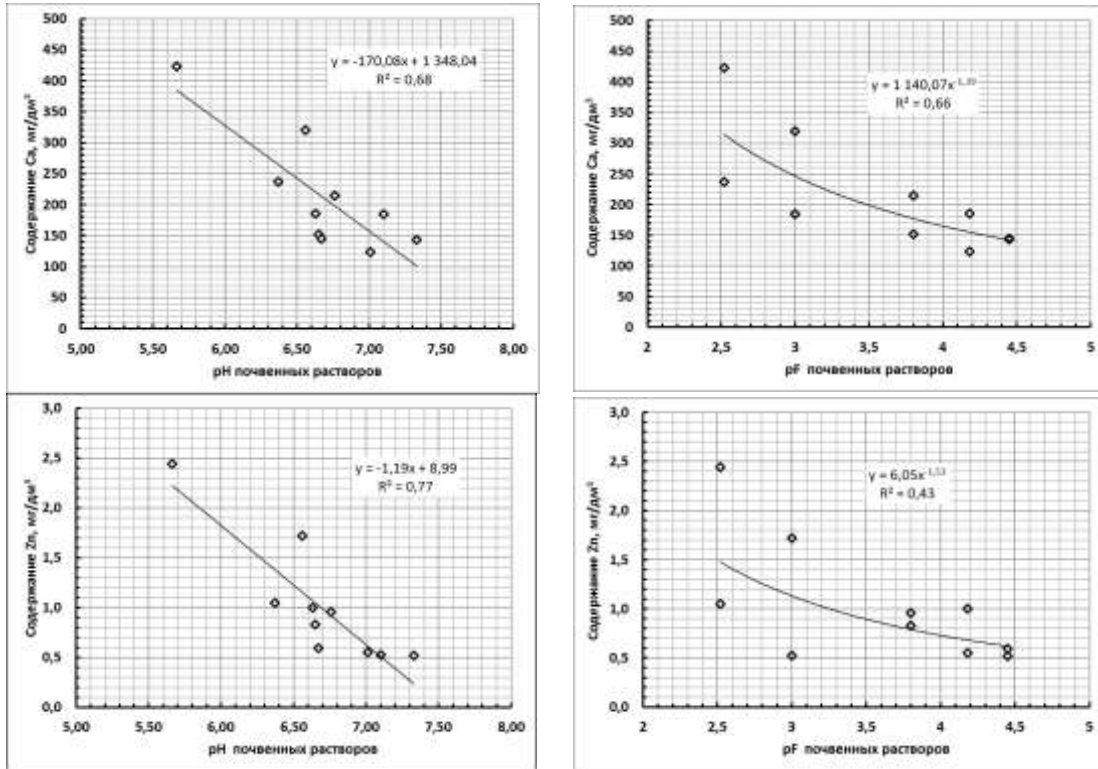 Содержание Ca, мг/дм³
500
450
400
350
300
250
200
150
100
50
0
y = -170,08x + 1 348,04
R² = 0,68
5,00 5,50 6,00 6,50 7,00 7,50 8,00
pH почвенных растворов
Содержание Ca, мг/дм³
500
450
400
350
300
250
200
150
100
50
0
y = 1 140,07x
R² = 0,66
2 2,5 3 3,5 4 4,5 5
pF почвенных растворов
Содержание Zn, мг/дм³
3,0
2,5
2,0
1,5
1,0
0,5
0,0
y = -1,19x + 8,99
R² = 0,77
5,00 5,50 6,00 6,50 7,00 7,50 8,00
pH почвенных растворов
Содержание Zn, мг/дм³
3,0
2,5
2,0
1,5
1,0
0,5
0,0
y = 6,05x
R² = 0,43
2 2,5 3 3,5 4 4,5 5
pF почвенных растворов